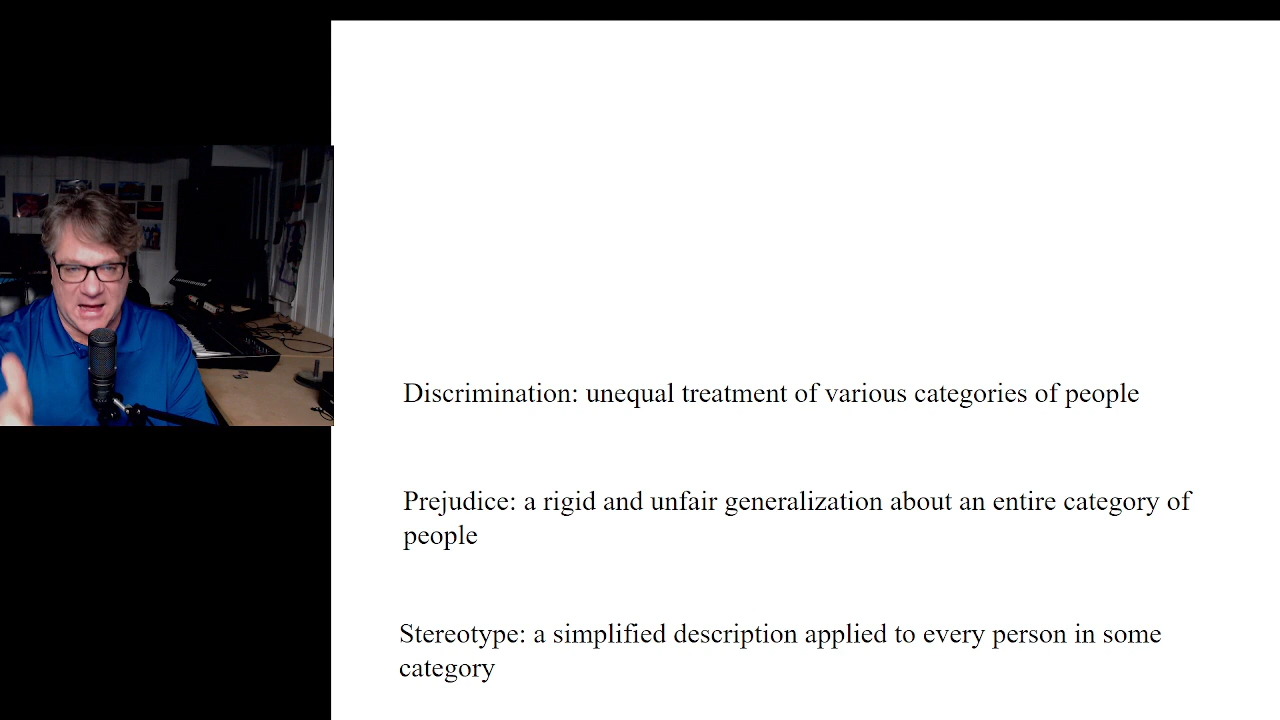 Discrimination: unequal treatment of various categories of people
Prejudice: a rigid and unfair generalization about an entire category of
people
Stereotype: a simplified description applied to every person in some
category